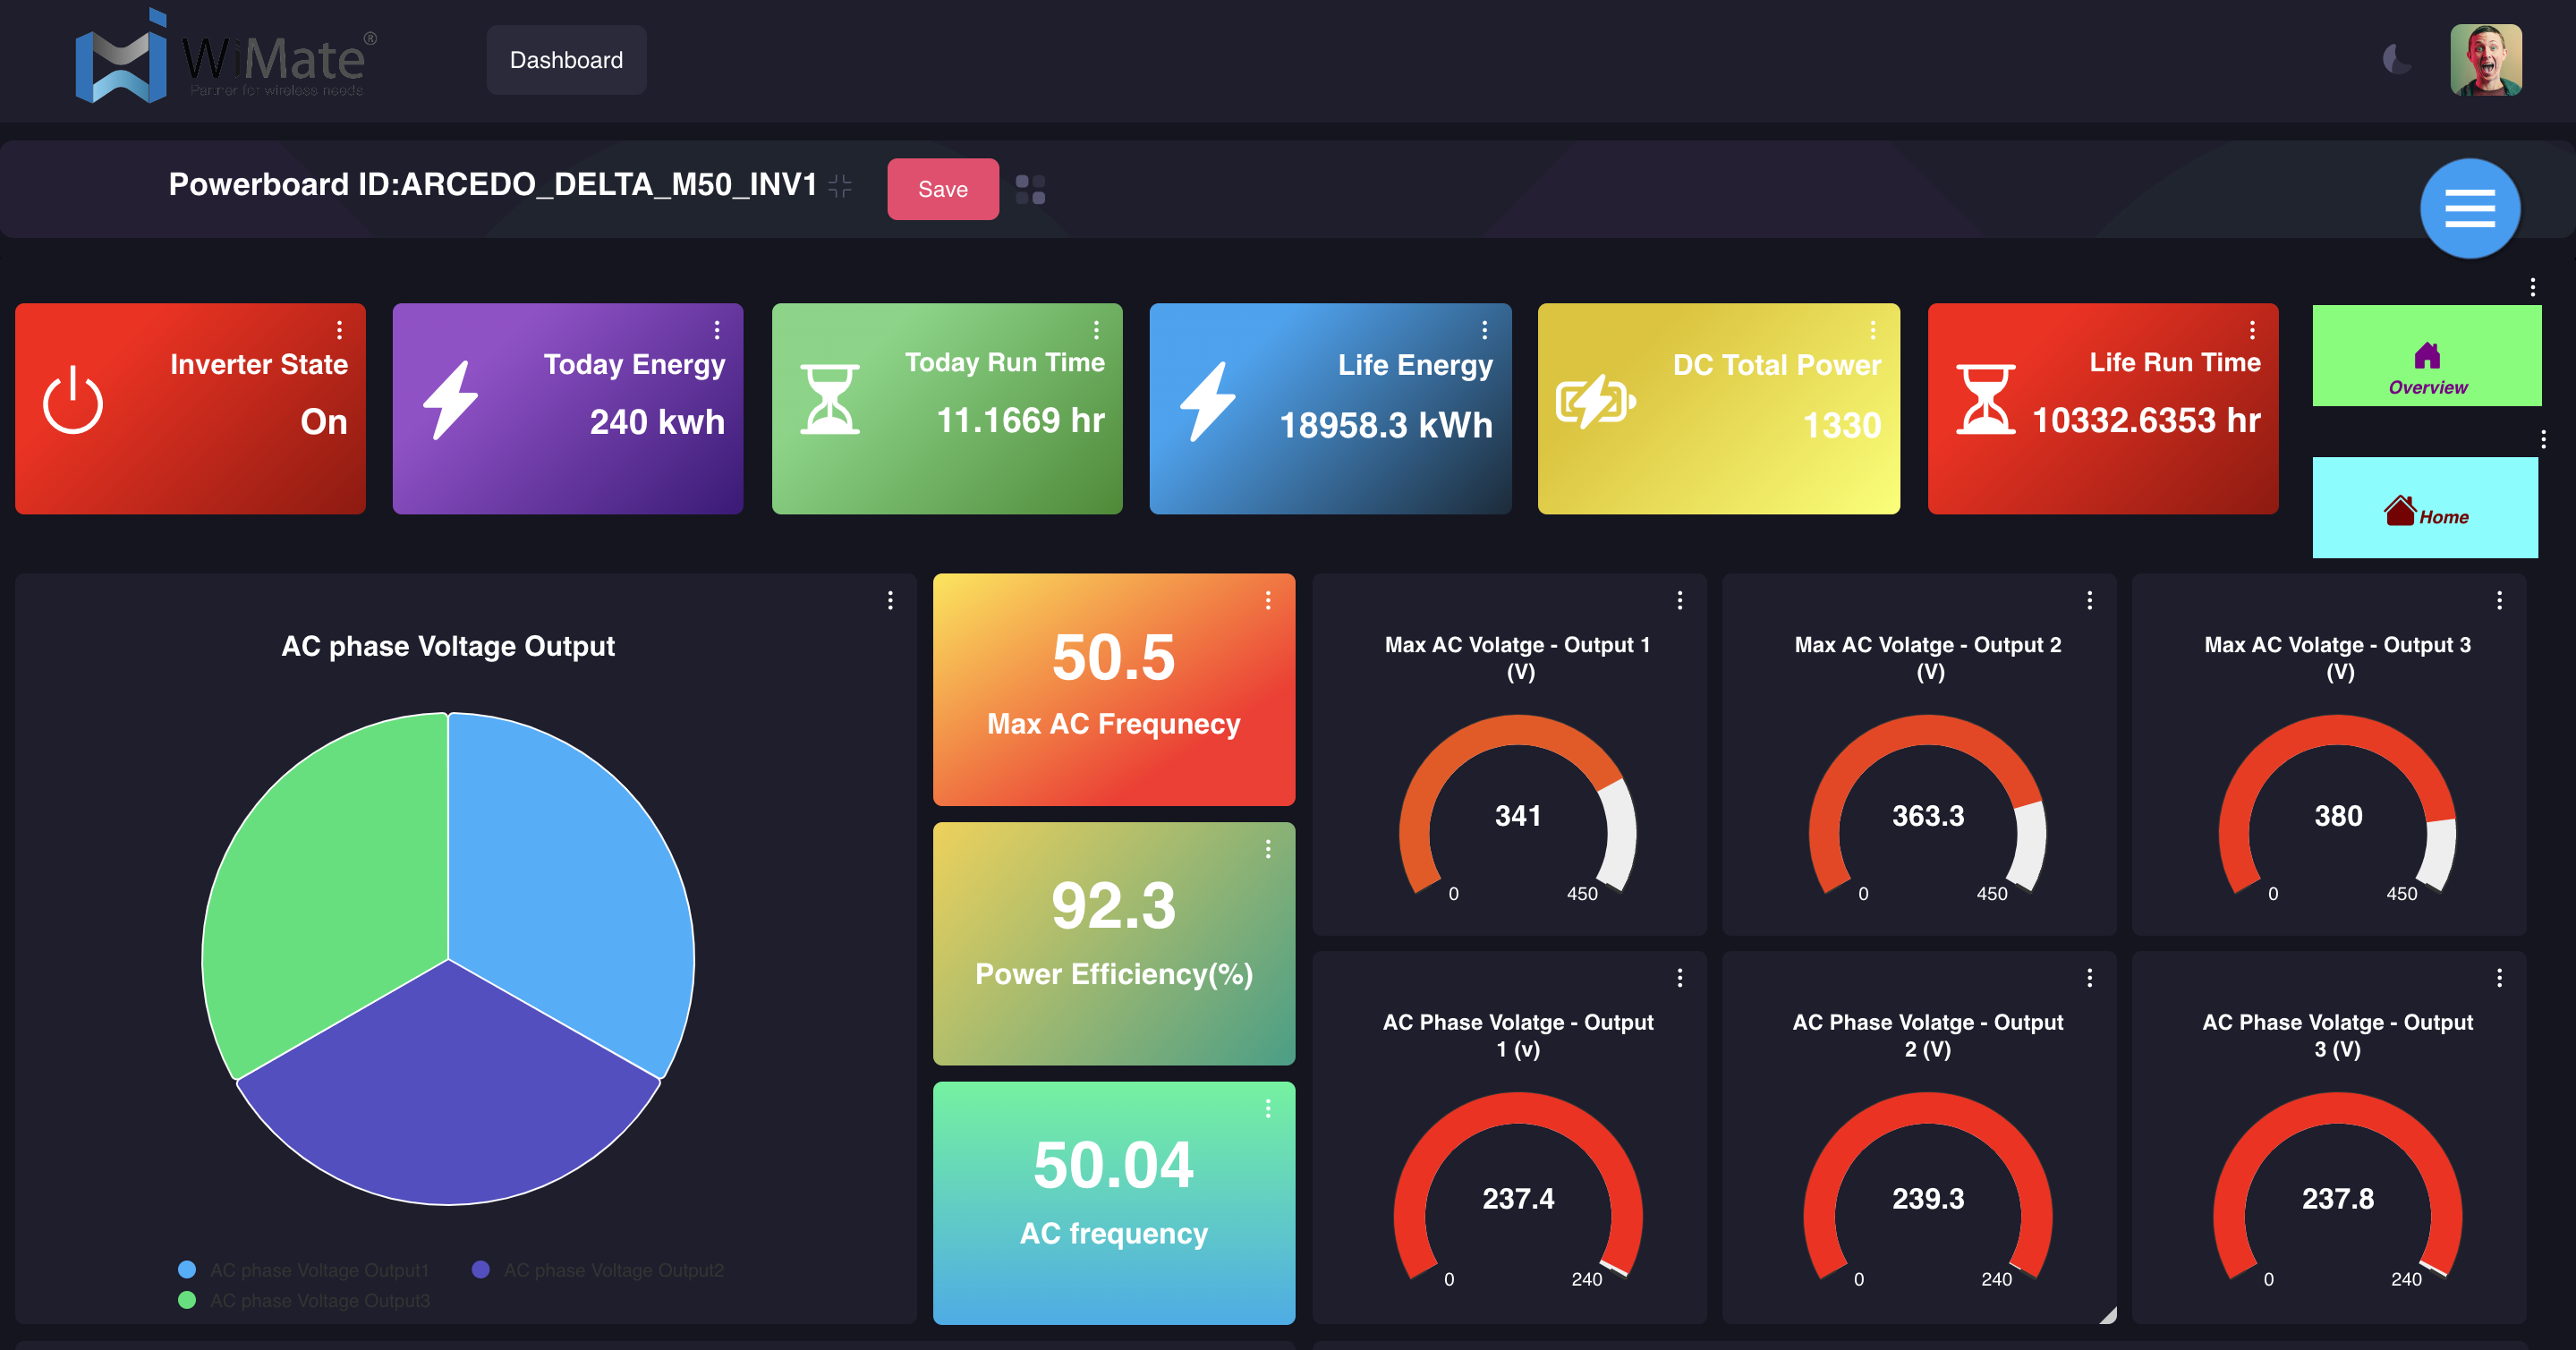 WiMate®
Partner for wireless needs
Dashboard
Powerboard ID:ARCEDO_DELTA_M50_INV1
Save
Inverter State
On
Today Energy
240 kwh
Today Run Time
11.1669 hr
Life Energy
18958.3 kWh
DC Total Power
1330
Life Run Time
10332.6353 hr
Overview
Home
AC phase Voltage Output
AC phase Voltage Output1
AC phase Voltage Output2
AC phase Voltage Output3
50.5
Max AC Frequnecy
92.3
Power Efficiency(%)
50.04
AC frequency
Max AC Volatge - Output 1
(V)
341
0
450
Max AC Volatge - Output 2
(V)
363.3
0
450
Max AC Volatge - Output 3
(V)
380
0
450
AC Phase Volatge - Output
1 (v)
237.4
0
240
AC Phase Volatge - Output
2 (V)
239.3
0
240
AC Phase Volatge - Output
3 (V)
237.8
0
240